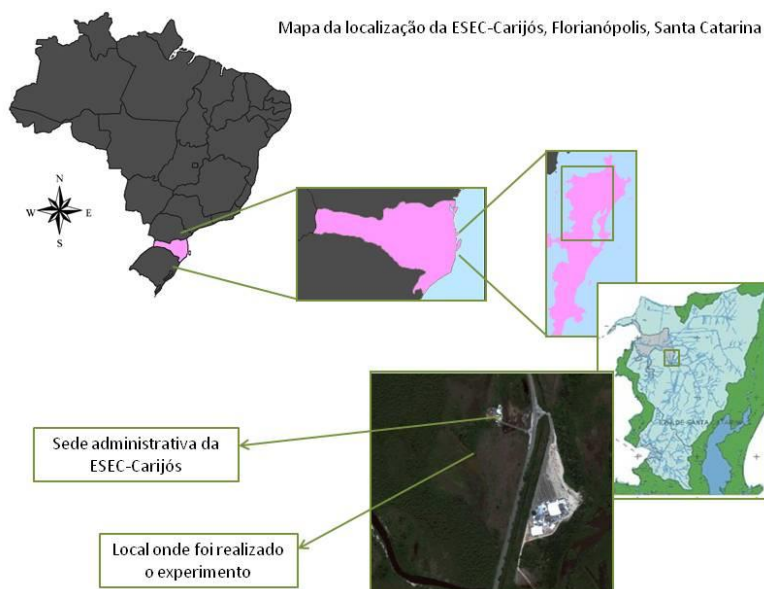 Mapa da localização da ESEC-Carijós, Florianópolis, Santa Catarina
N
W
E
S
Sede administrativa da
ESEC-Carijós
Local onde foi realizado
o experimento